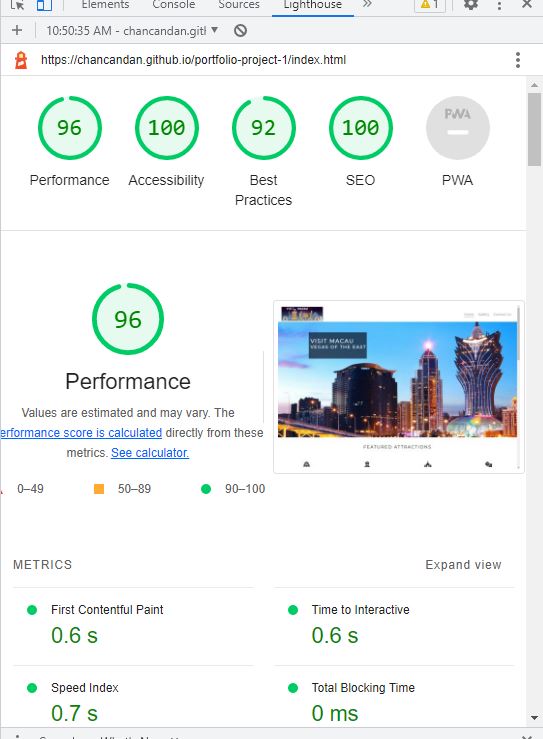 Elements Console Sources Lighthouse » 1
10:50:35 AM - chancandan.gitl
https://chancandan.github.io/portfolio-project-1/index.html
96 100 92 100 PWA
Performance Accessibility Best Practices SEO PWA
96
Performance
Values are estimated and may vary. The
erformance score is calculated directly from these
metrics. See calculator.
0–49 50–89 90–100
VISIT MACAU
VEGAS OF THE EAST
FEATURED ATTRACTIONS
METRICS Expand view
First Contentful Paint
0.6 s
Time to Interactive
0.6 s
Speed Index
0.7 s
Total Blocking Time
0 ms